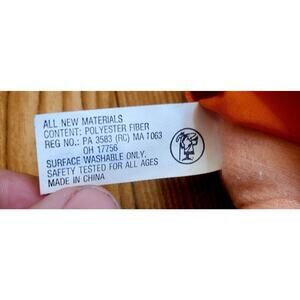 ALL NEW MATERIALS
CONTENT: POLYESTER FIBER
REG NO.: PA 3583 (RC) MA 1063
OH 17756
SURFACE WASHABLE ONLY:
SAFETY TESTED FOR ALL AGES
MADE IN CHINA